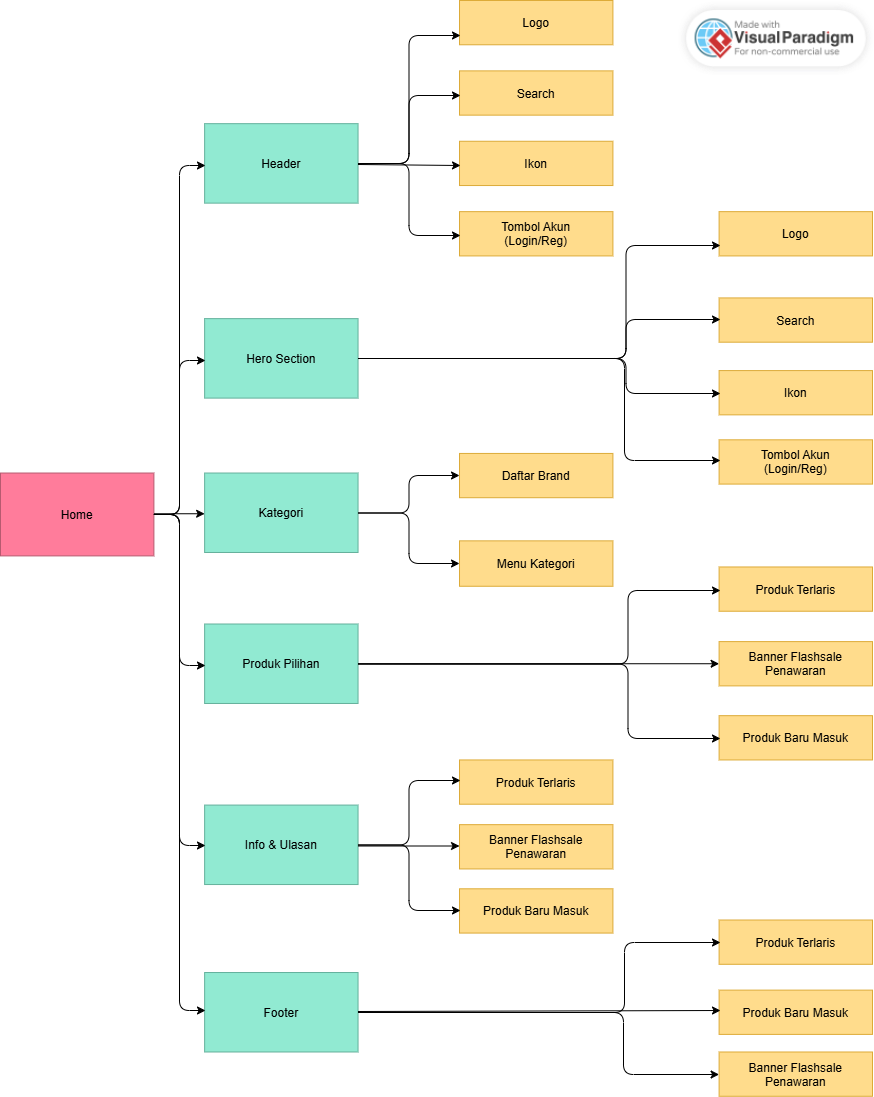 Logo
Made with
VisualParadigm
For non-commercial use
Search
Header
Ikon
Tombol Akun
(Login/Reg)
Logo
Search
Hero Section
Ikon
Tombol Akun
(Login/Reg)
Home
Kategori
Daftar Brand
Menu Kategori
Produk Terlaris
Produk Pilihan
Banner Flashsale
Penawaran
Produk Baru Masuk
Produk Terlaris
Info & Ulasan
Banner Flashsale
Penawaran
Produk Baru Masuk
Produk Terlaris
Footer
Produk Baru Masuk
Banner Flashsale
Penawaran